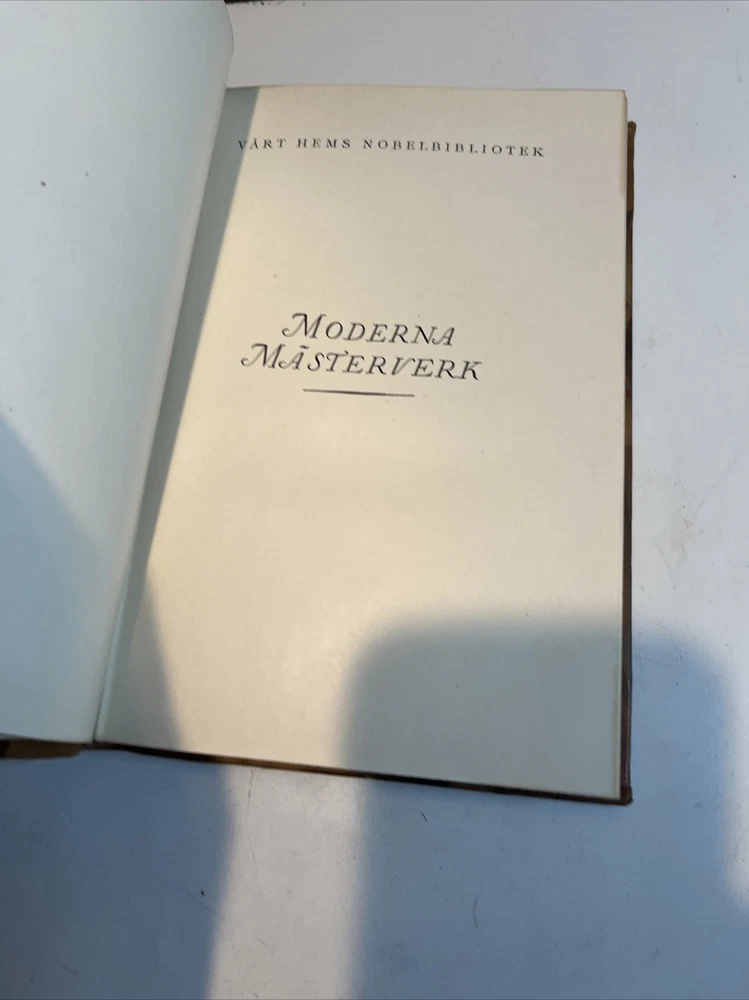 VÅRT HEMS NOBELBIBLIOTEK
MODERNA
MÄSTERVERK